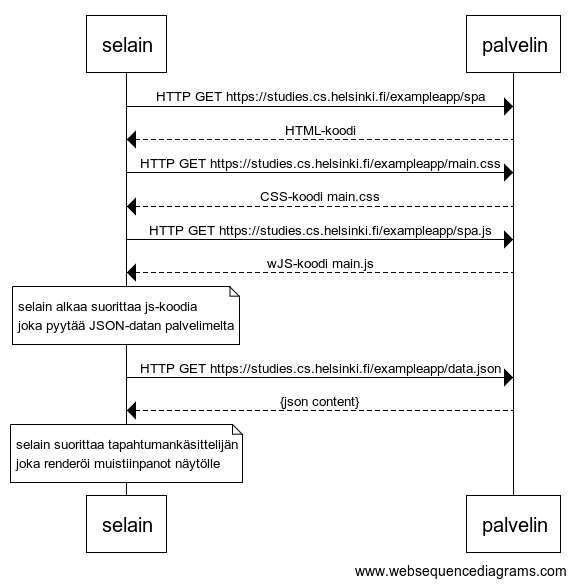 selain palvelin
HTTP GET https://studies.cs.helsinki.fi/exampleapp/spa
HTML-koodi
HTTP GET https://studies.cs.helsinki.fi/exampleapp/main.css
CSS-koodi main.css
HTTP GET https://studies.cs.helsinki.fi/exampleapp/spa.js
wJS-koodi main.js
selain alkaa suorittaa js-koodia
joka pyytää JSON-datan palvelimelta
HTTP GET https://studies.cs.helsinki.fi/exampleapp/data.json
{json content}
selain suorittaa tapahtumankäsittelijän
joka renderöi muistiinpanot näytölle
selain palvelin
www.websequencediagrams.com